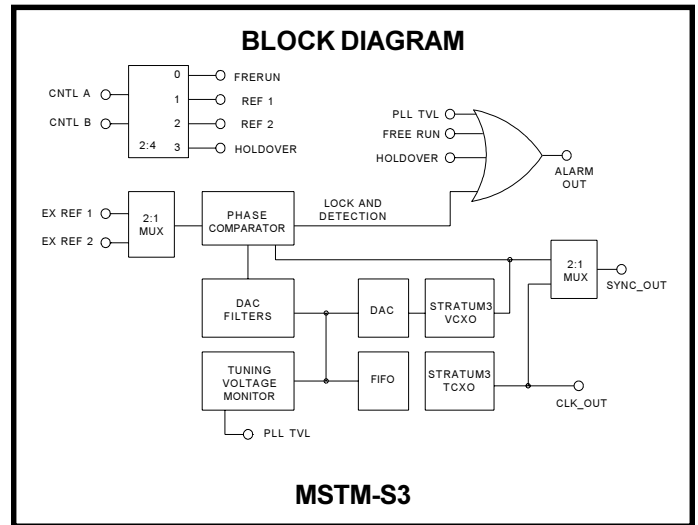 BLOCK DIAGRAM
CNTL A
CNTL B
2:4
0
1
2
3
FRERUN
REF 1
REF 2
HOLDOVER
PLL TVL
FREE RUN
HOLDOVER
ALARM
OUT
EX REF 1
EX REF 2
2:1
MUX
PHASE
COMPARATOR
LOCK AND
DETECTION
2:1
MUX
SYNC_OUT
DAC
FILTERS
DAC
STRATUM3
VCXO
TUNING
VOLTAGE
MONITOR
FIFO
STRATUM3
TCXO
CLK_OUT
PLL TVL
MSTM-S3